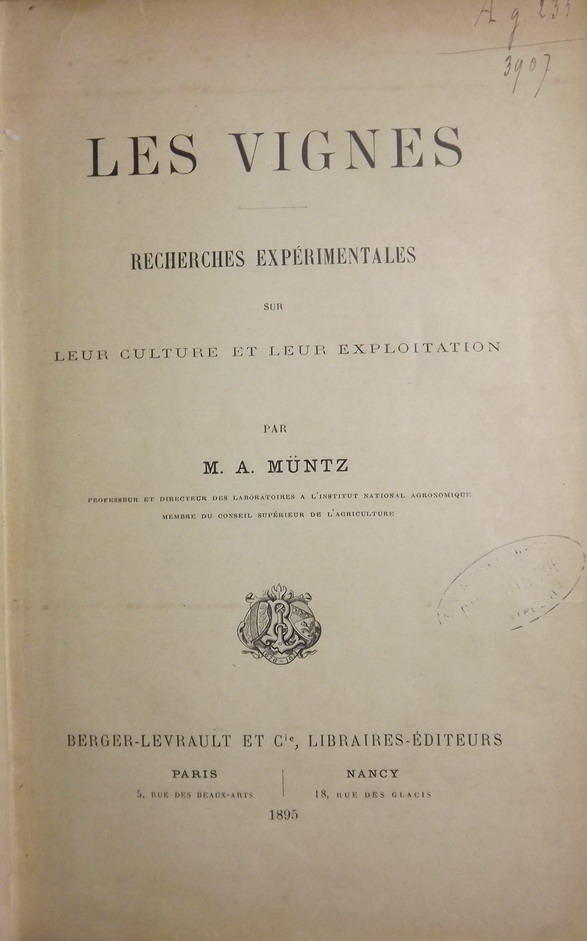 A g 233
3907
LES VIGNES
RECHERCHES EXPÉRIMENTALES
SUR
LEUR CULTURE ET LEUR EXPLOITATION
PAR
M. A. MÜNTZ
PROFESSEUR ET DIRECTEUR DES LABORATOIRES A L'INSTITUT NATIONAL AGRONOMIQUE
MEMBRE DU CONSEIL SUPÉRIEUR DE L'AGRICULTURE
BERGER-LEVRAULT ET Cie, LIBRAIRES-ÉDITEURS
PARIS
5, RUE DES BEAUX-ARTS
NANCY
18, RUE DES GLACIS
1895